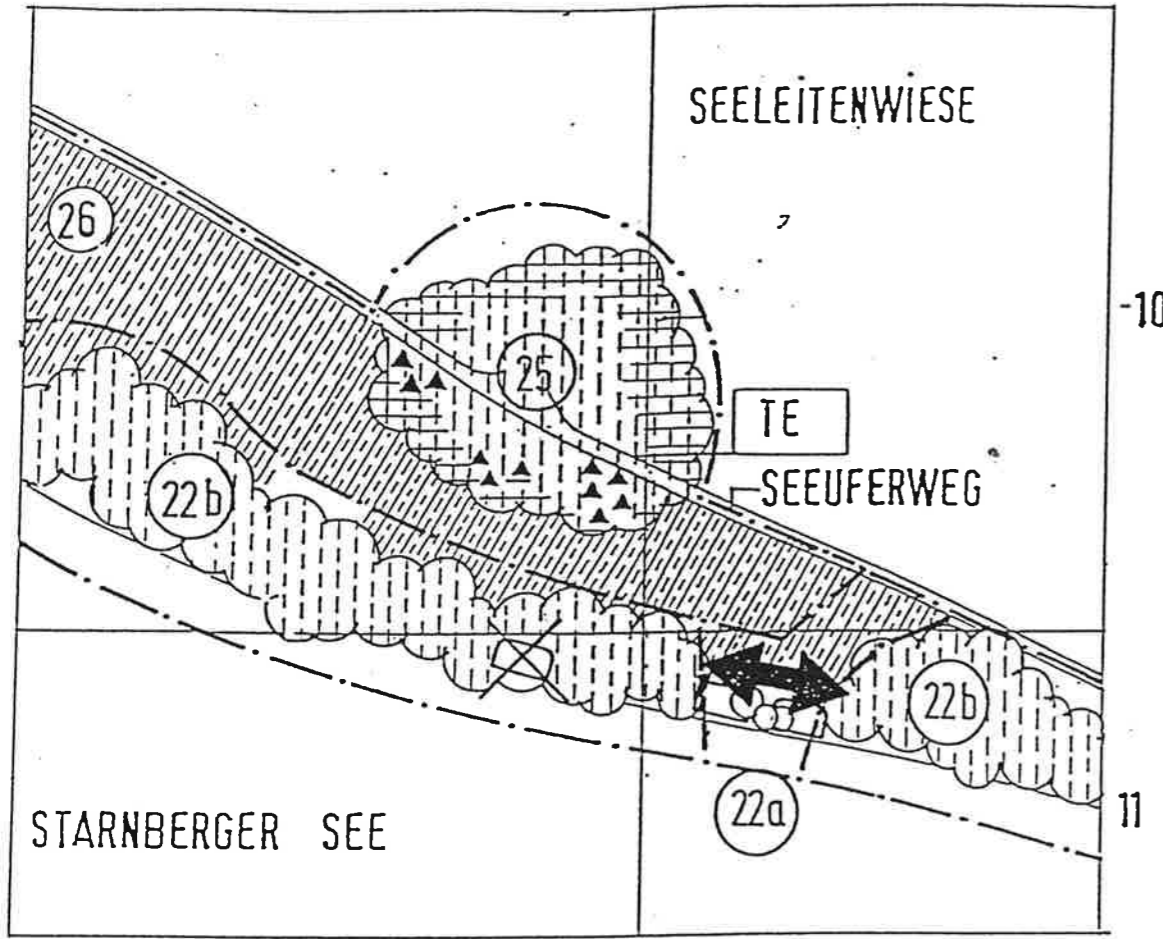 SEELEITENWIESE
26
-10
25
TE
SEEUFERWEG
22b
22b
22a
11
STARNBERGER SEE